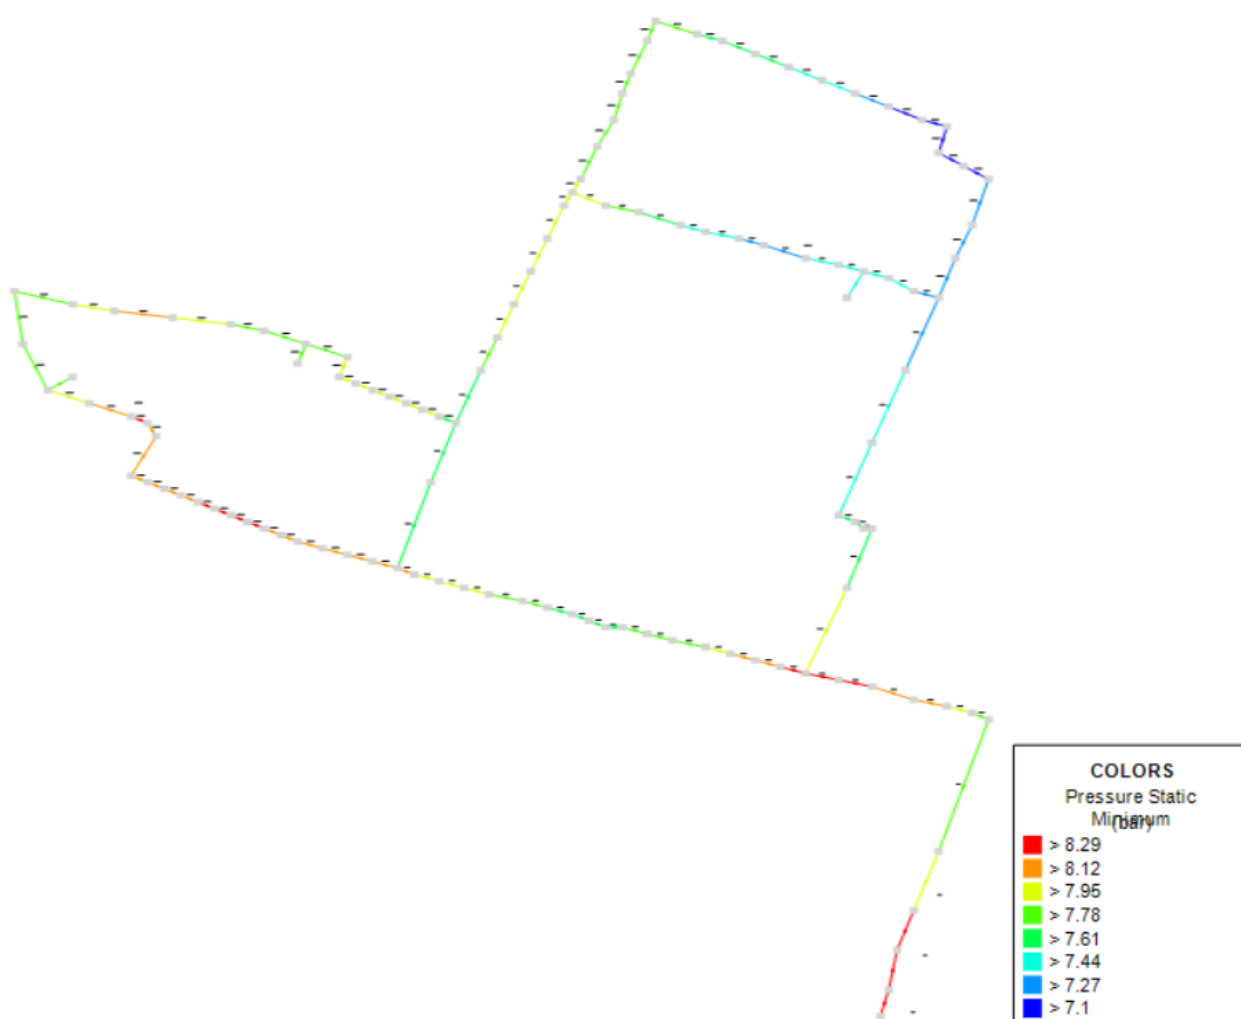 COLORS
Pressure Static
Minimum
(bar)
> 8.29
> 8.12
> 7.95
> 7.78
> 7.61
> 7.44
> 7.27
> 7.1